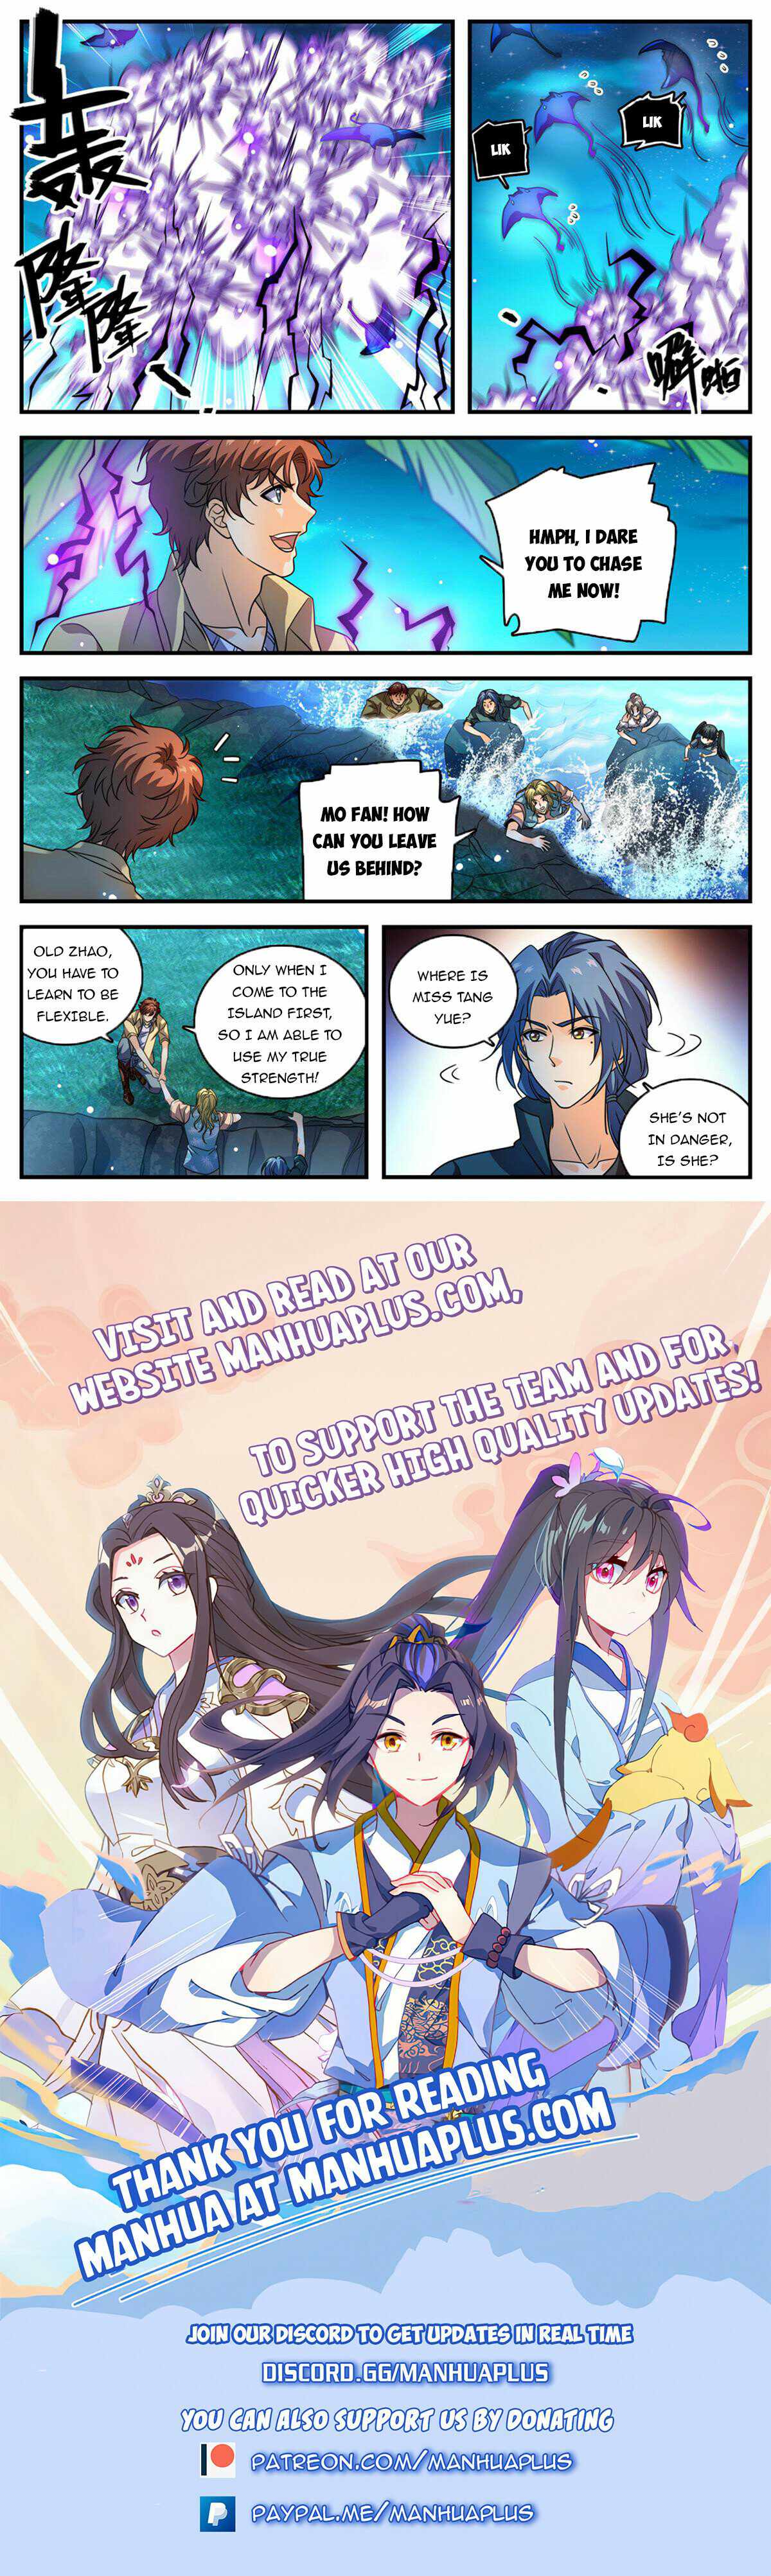 轰
隆
隆
LIK
LIK
噼
啪
HMPH, I DARE
YOU TO CHASE
ME NOW!
MO FAN! HOW
CAN YOU LEAVE
US BEHIND?
OLD ZHAO,
YOU HAVE TO
LEARN TO BE
FLEXIBLE.
ONLY WHEN I
COME TO THE
ISLAND FIRST,
SO I AM ABLE TO
USE MY TRUE
STRENGTH!
WHERE IS
MISS TANG
YUE?
SHE'S NOT
IN DANGER,
IS SHE?
VISIT AND READ AT OUR
WEBSITE MANHUAPLUS.COM,
TO SUPPORT THE TEAM AND FOR
QUICKER HIGH QUALITY UPDATES!
THANK YOU FOR READING
MANHUA AT MANHUAPLUS.COM
JOIN OUR DISCORD TO GET UPDATES IN REAL TIME
DISCORD.GG/MANHUAPLUS
YOU CAN ALSO SUPPORT US BY DONATING
PATREON.COM/MANHUAPLUS
PAYPAL.ME/MANHUAPLUS